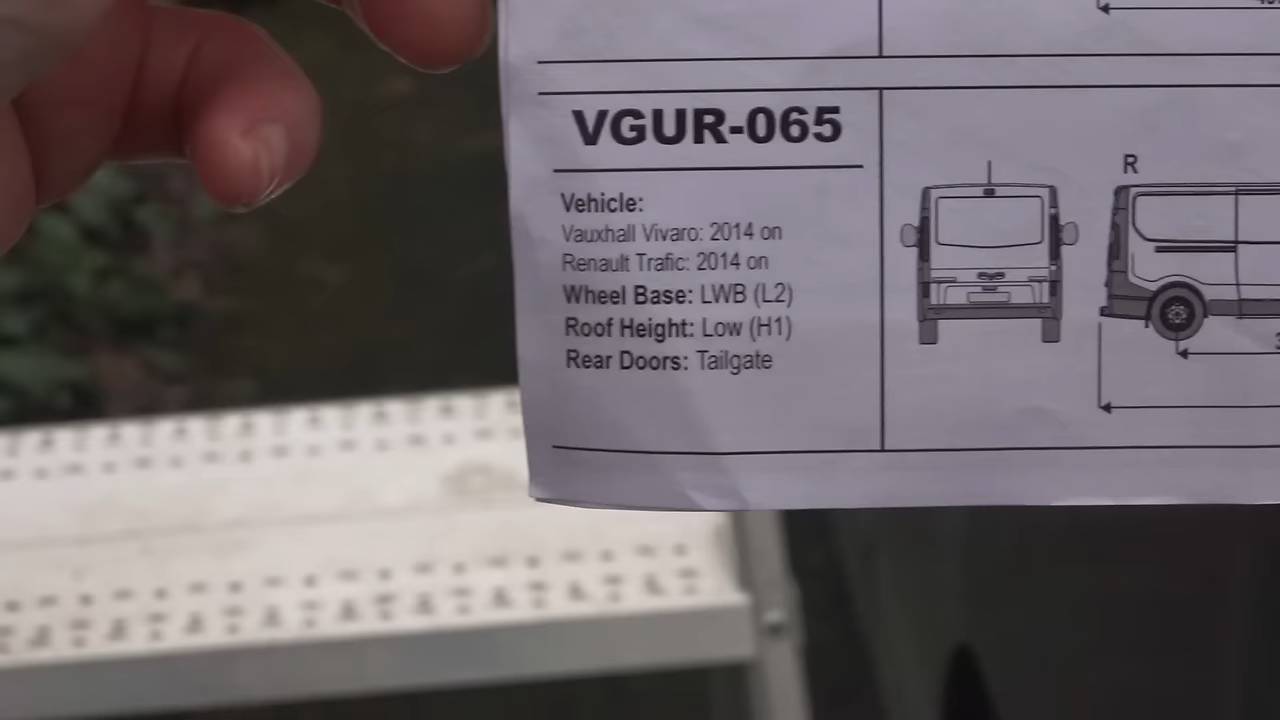 VGUR-065
R
Vehicle:
Vauxhall Vivaro: 2014 on
Renault Trafic: 2014 on
Wheel Base: LWB (L2)
Roof Height: Low (H1)
Rear Doors: Tailgate